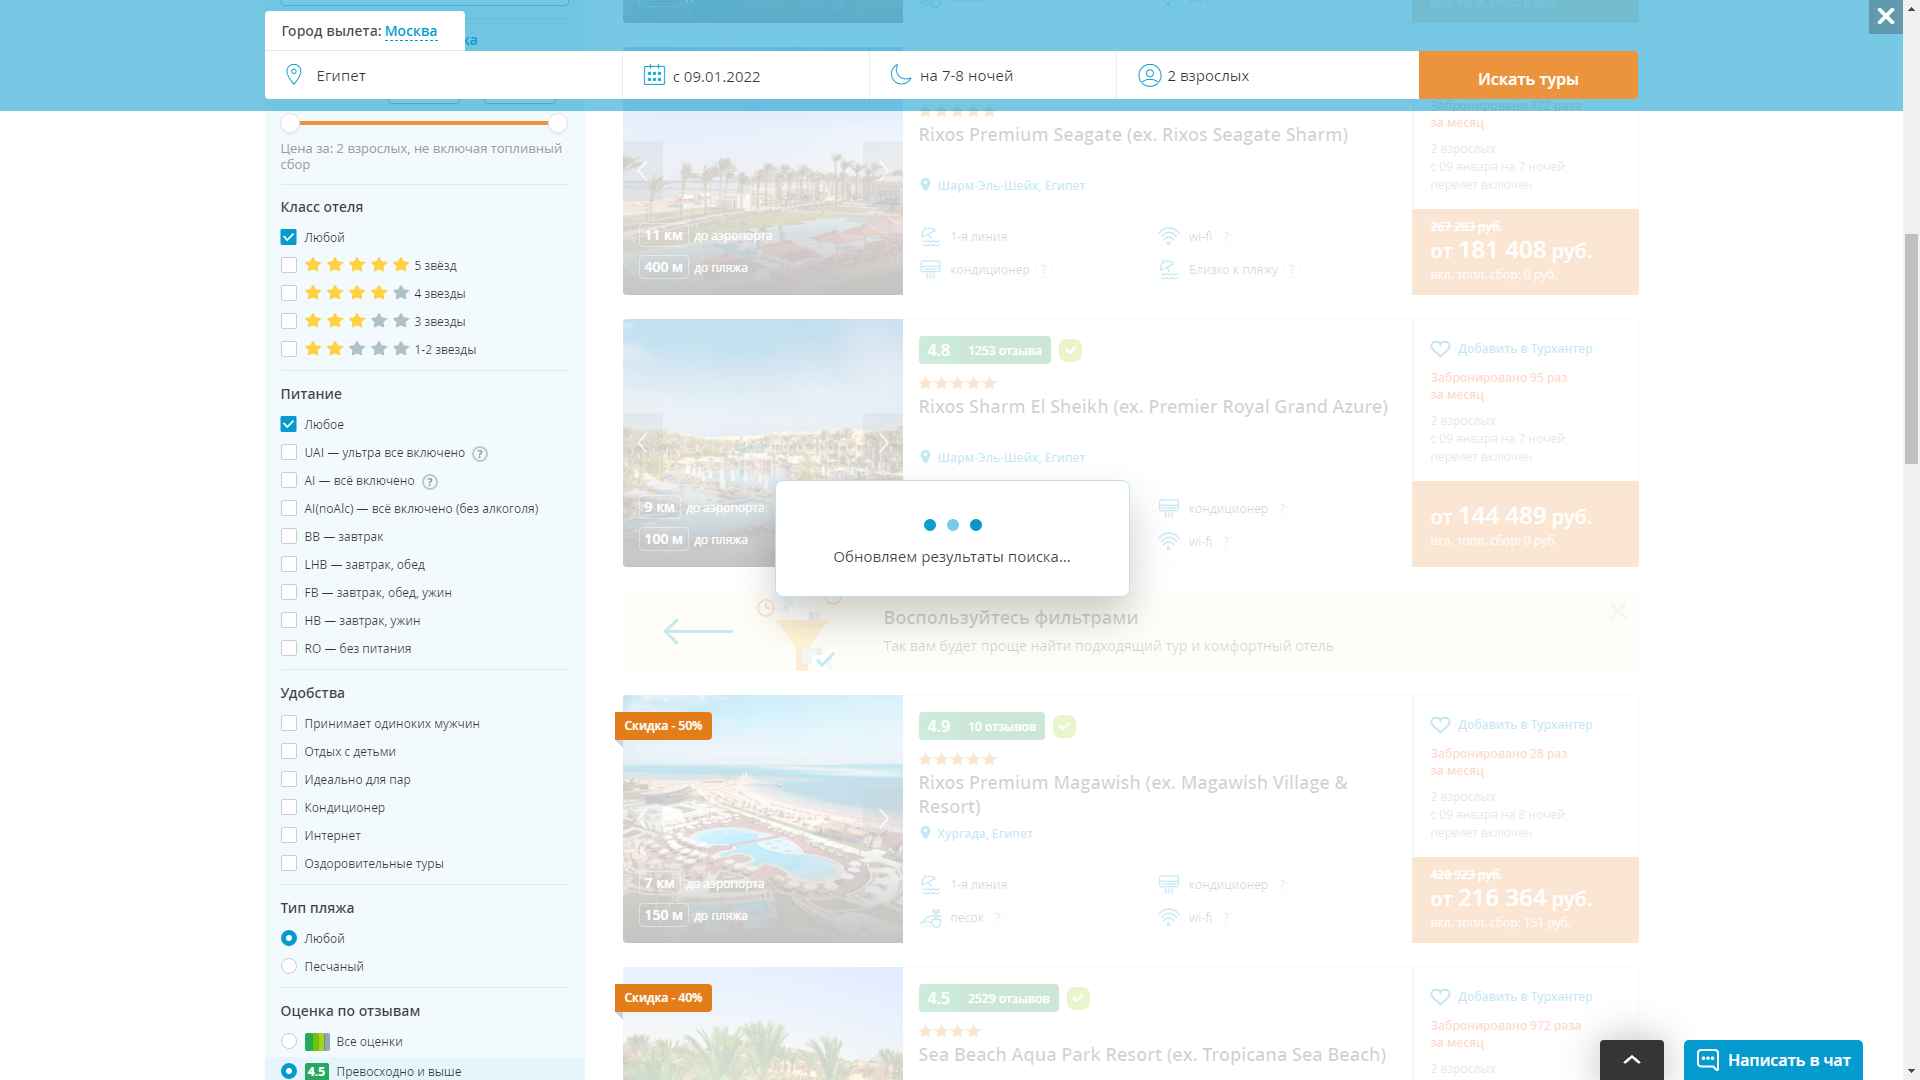 Город вылета: Москва
Египет
с 09.01.2022
на 7-8 ночей
2 взрослых
Искать туры
Цена за: 2 взрослых, не включая топливный
сбор
Класс отеля
Любой
5 звёзд
4 звезды
3 звезды
1-2 звезды
Питание
Любое
UAI — ультра все включено ?
AI — всё включено ?
AI(noAlc) — всё включено (без алкоголя)
BB — завтрак
LHB — завтрак, обед
FB — завтрак, обед, ужин
HB — завтрак, ужин
RO — без питания
Удобства
Принимает одиноких мужчин
Отдых с детьми
Идеально для пар
Кондиционер
Интернет
Оздоровительные туры
Тип пляжа
Любой
Песчаный
Оценка по отзывам
Все оценки
4.5 Превосходно и выше
Rixos Premium Seagate (ex. Rixos Seagate Sharm)
Шарм-Эль-Шейх, Египет
11 км до аэропорта
400 м до пляжа
1-я линия
wi-fi ?
кондиционер ?
Близко к пляжу ?
Забронировано 472 раза
за месяц
2 взрослых
с 09 января на 7 ночей,
перелет включен
267 283 руб.
от 181 408 руб.
вкл. топл. сбор: 0 руб.
4.8 1253 отзыва
Rixos Sharm El Sheikh (ex. Premier Royal Grand Azure)
Шарм-Эль-Шейх, Египет
9 км до аэропорта
100 м до пляжа
кондиционер ?
wi-fi ?
Добавить в Турхантер
Забронировано 95 раз
за месяц
2 взрослых
с 09 января на 7 ночей,
перелет включен
от 144 489 руб.
вкл. топл. сбор: 0 руб.
Обновляем результаты поиска...
Воспользуйтесь фильтрами
Так вам будет проще найти подходящий тур и комфортный отель
Скидка - 50%
4.9 10 отзывов
Rixos Premium Magawish (ex. Magawish Village &
Resort)
Хургада, Египет
7 км до аэропорта
150 м до пляжа
1-я линия
кондиционер ?
песок ?
wi-fi ?
Добавить в Турхантер
Забронировано 28 раз
за месяц
2 взрослых
с 09 января на 8 ночей,
перелет включен
428 923 руб.
от 216 364 руб.
вкл. топл. сбор: 151 руб.
Скидка - 40%
4.5 2529 отзывов
Sea Beach Aqua Park Resort (ex. Tropicana Sea Beach)
Добавить в Турхантер
Забронировано 972 раза
за месяц
2 взрослых
Написать в чат